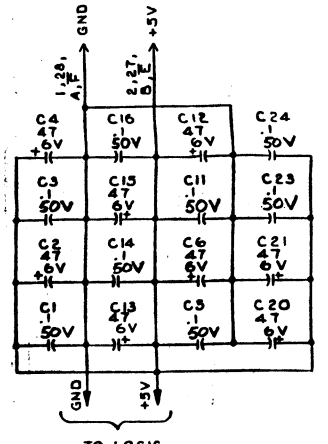 GND
+5V
1,28,
A,F
2,27,
B,E
C4
47
6V
+
C16
.1
50V
C12
47
6V
+
C24
.1
50V
C3
.1
50V
C15
47
6V
+
C11
.1
50V
C23
.1
50V
C2
47
6V
+
C14
.1
50V
C6
47
6V
+
C21
47
6V
+
C1
.1
50V
C13
47
6V
+
C5
.1
50V
C20
47
6V
+
GND
+5V